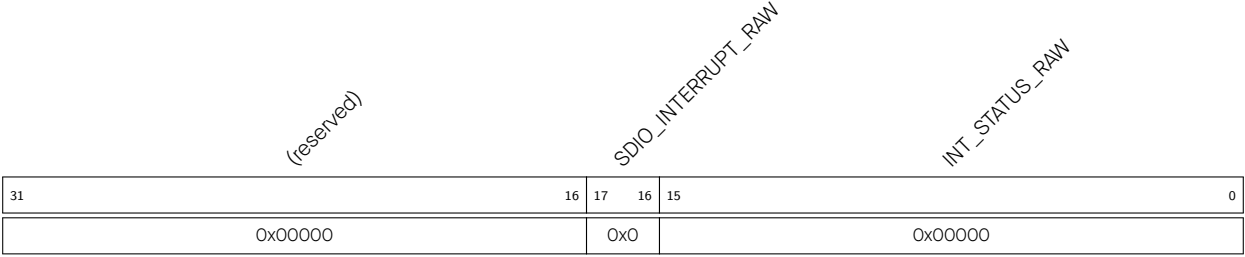 (reserved) SDIO_INTERRUPT_RAW INT_STATUS_RAW
31 16 17 16 15 0
0x00000 0x0 0x00000